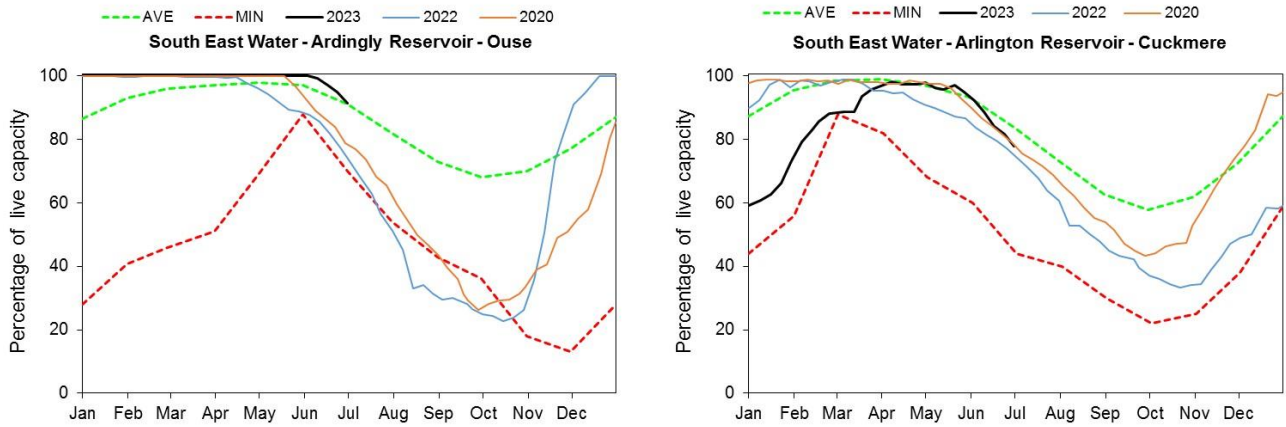 AVE MIN 2023 2022 2020
South East Water - Ardingly Reservoir - Ouse
Percentage of live capacity
100
80
60
40
20
0
Jan Feb Mar Apr May Jun Jul Aug Sep Oct Nov Dec
AVE MIN 2023 2022 2020
South East Water - Arlington Reservoir - Cuckmere
Percentage of live capacity
100
80
60
40
20
0
Jan Feb Mar Apr May Jun Jul Aug Sep Oct Nov Dec